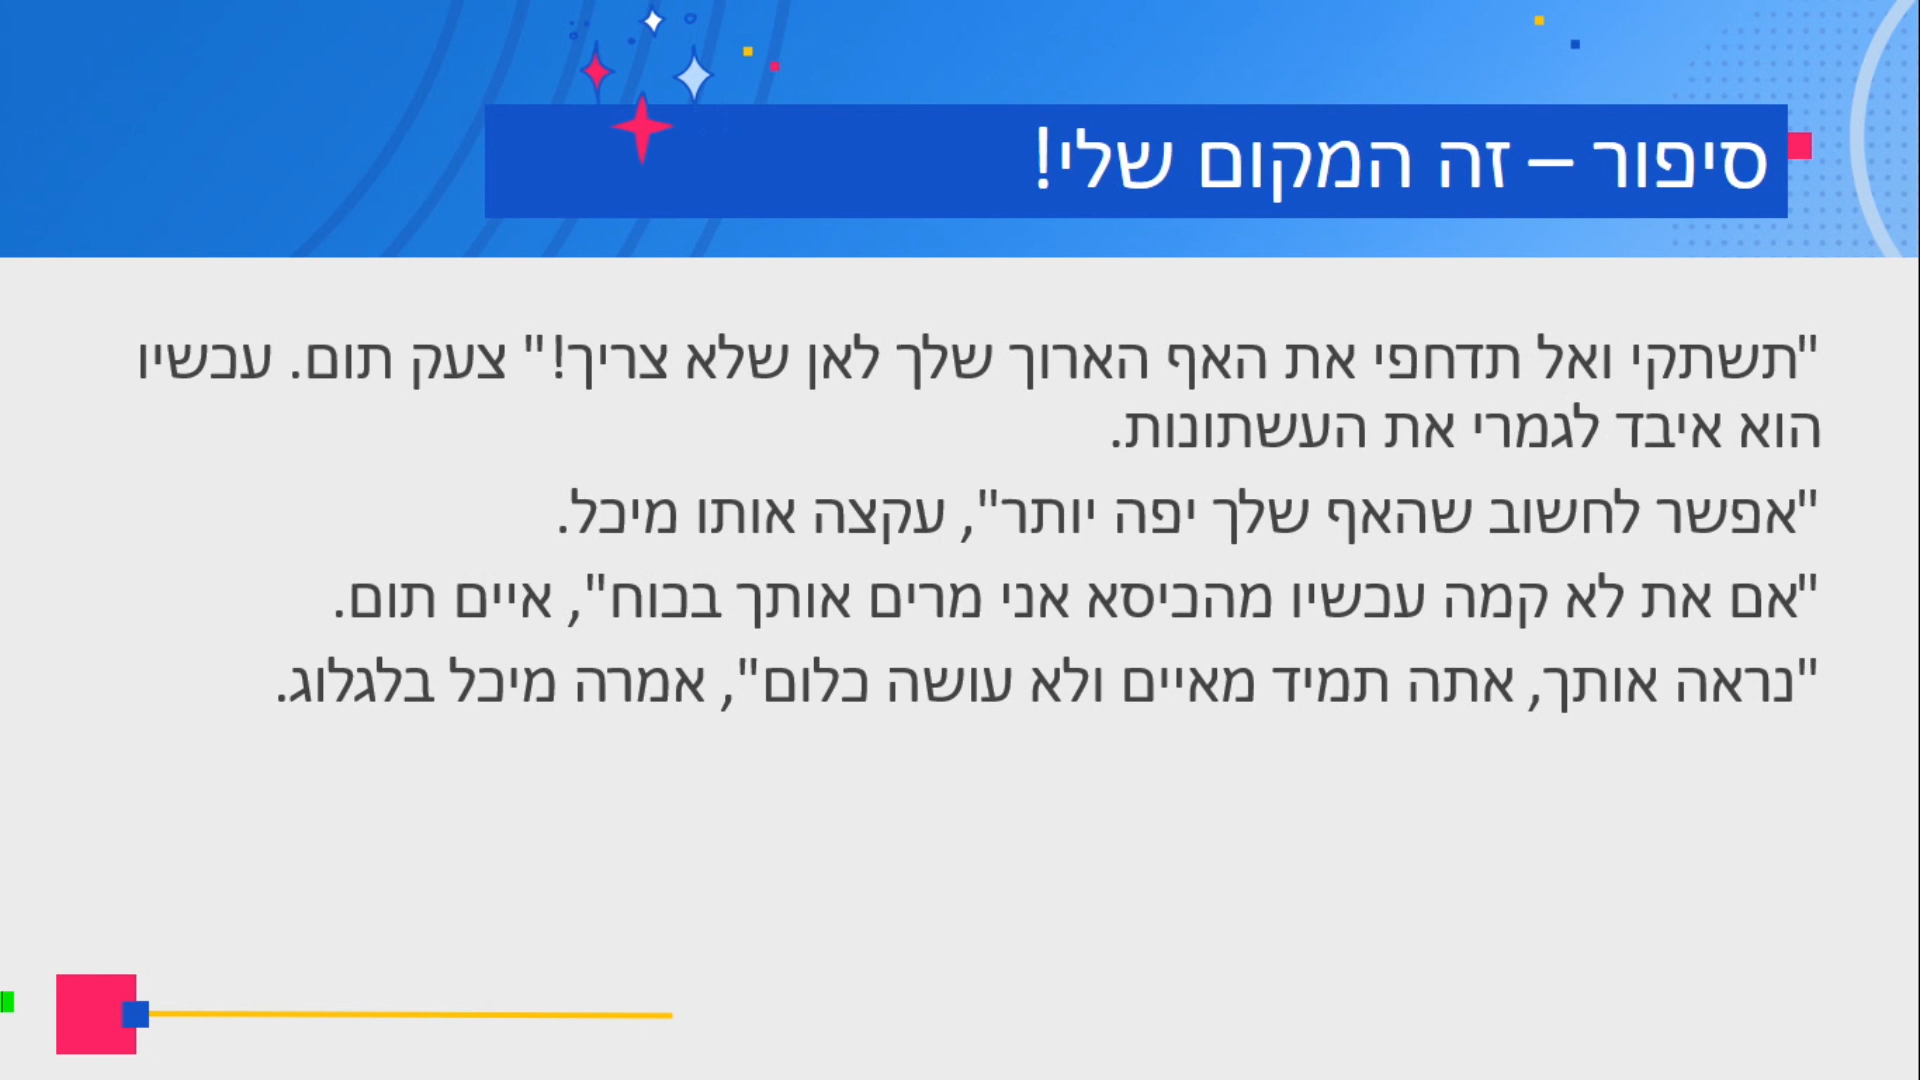 סיפור – זה המקום שלי!
"תשתקי ואל תדחפי את האף הארוך שלך לאן שלא צריך!" צעק תום. עכשיו
הוא איבד לגמרי את העשתונות.
"אפשר לחשוב שהאף שלך יפה יותר", עקצה אותו מיכל.
"אם את לא קמה עכשיו מהכיסא אני מרים אותך בכוח", איים תום.
"נראה אותך, אתה תמיד מאיים ולא עושה כלום", אמרה מיכל בלגלוג.